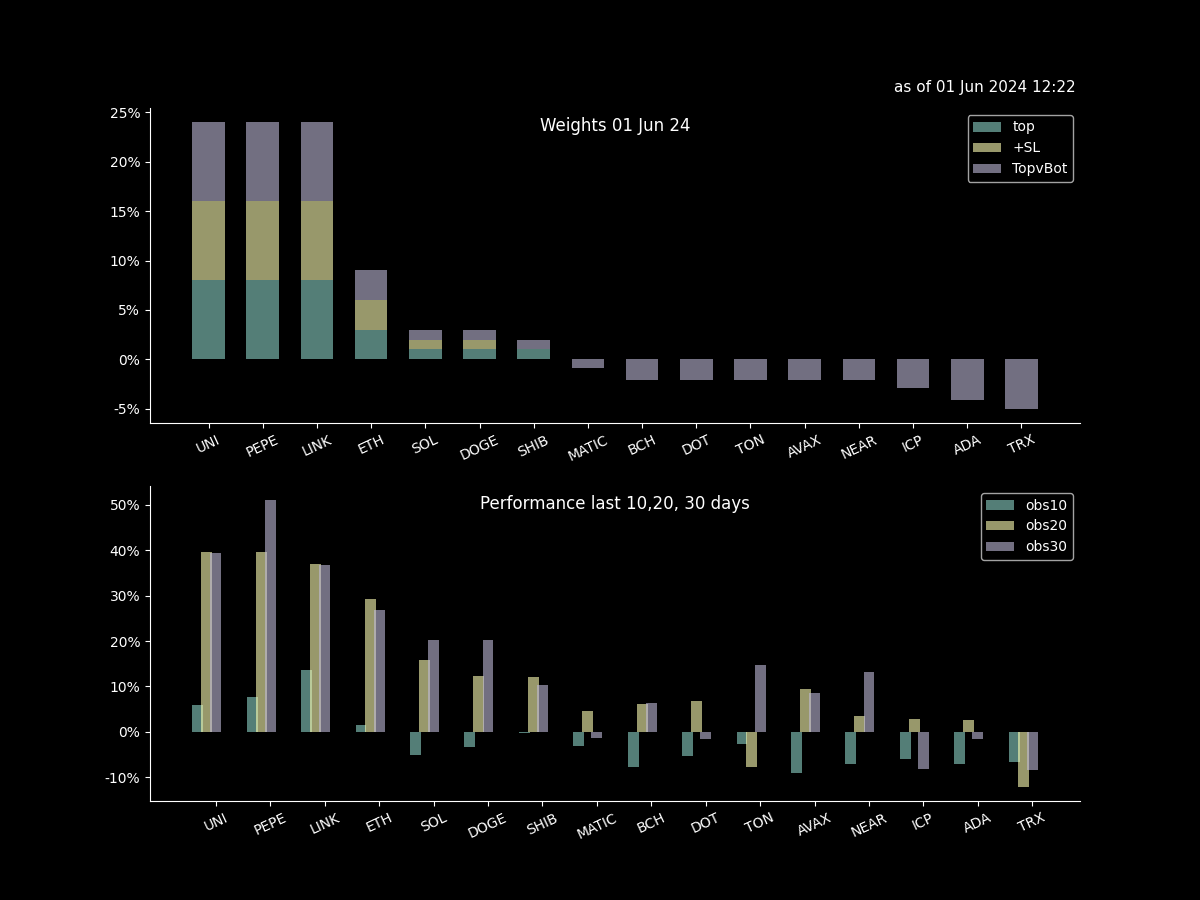 as of 01 Jun 2024 12:22
Weights 01 Jun 24
top
+SL
TopvBot
25%
20%
15%
10%
5%
0%
-5%
UNI PEPE LINK ETH SOL DOGE SHIB MATIC BCH DOT TON AVAX NEAR ICP ADA TRX
Performance last 10,20, 30 days
obs10
obs20
obs30
50%
40%
30%
20%
10%
0%
-10%
UNI PEPE LINK ETH SOL DOGE SHIB MATIC BCH DOT TON AVAX NEAR ICP ADA TRX